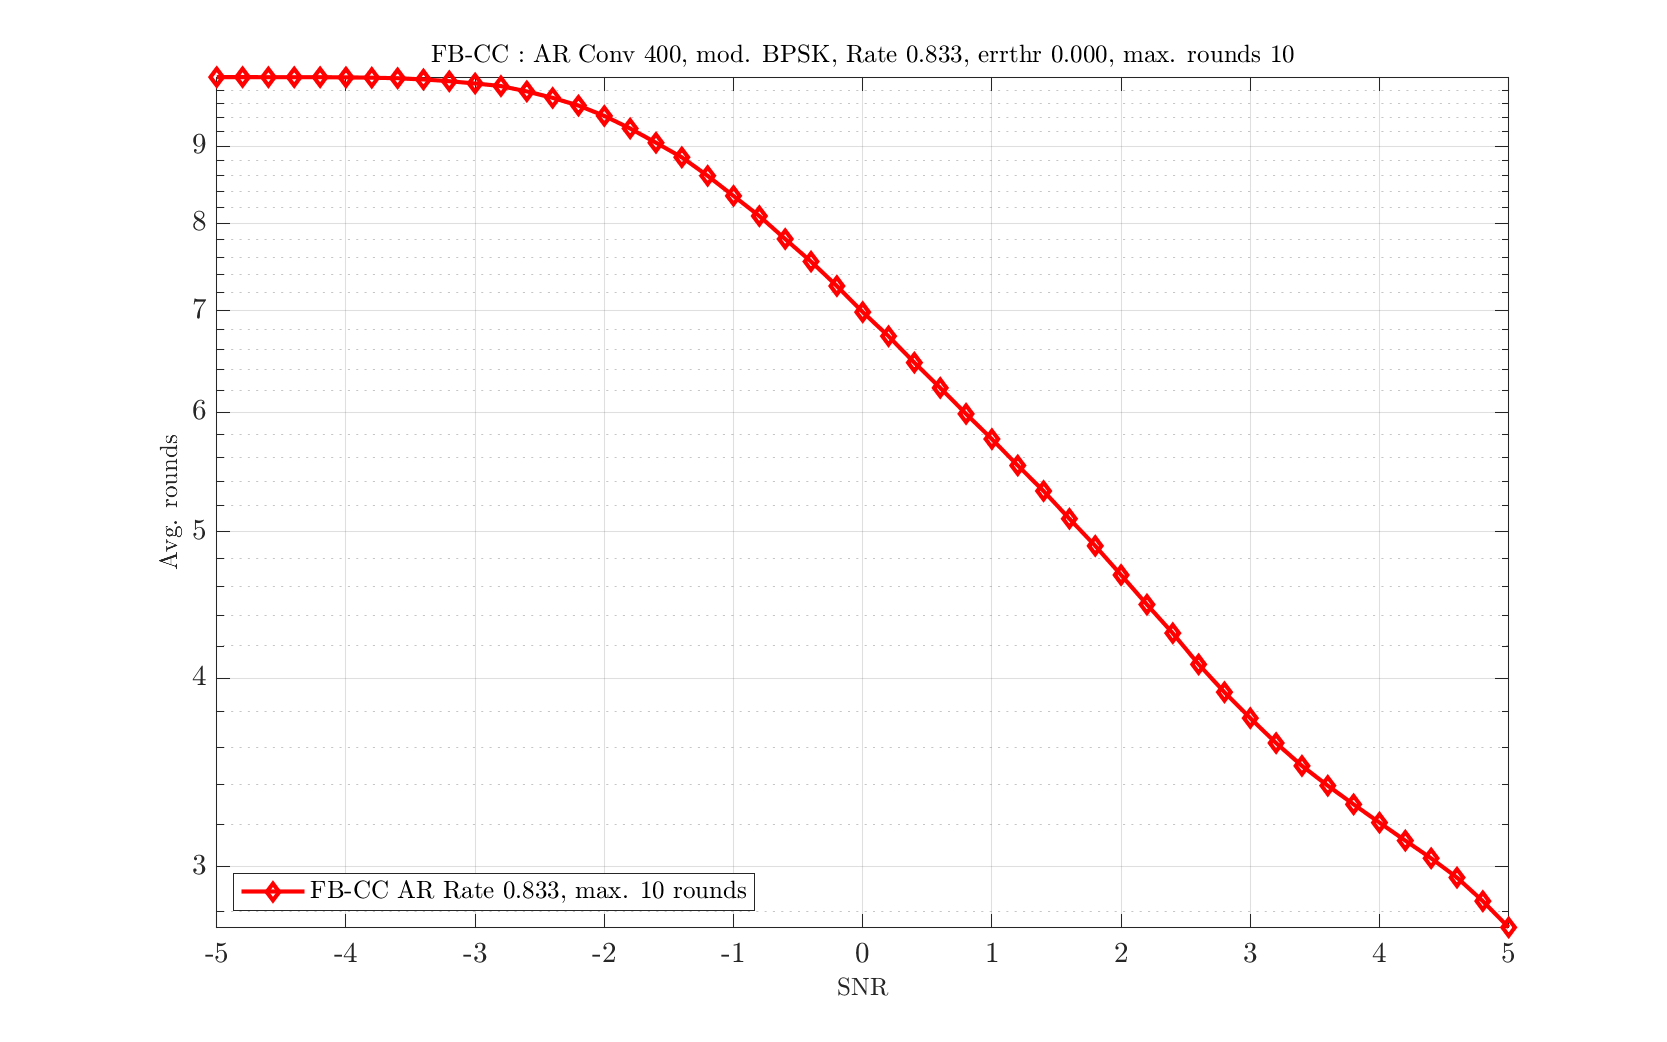 FB-CC : AR Conv 400, mod. BPSK, Rate 0.833, errthr 0.000, max. rounds 10
9
8
7
6
5
4
3
Avg. rounds
FB-CC AR Rate 0.833, max. 10 rounds
-5 -4 -3 -2 -1 0 1 2 3 4 5
SNR